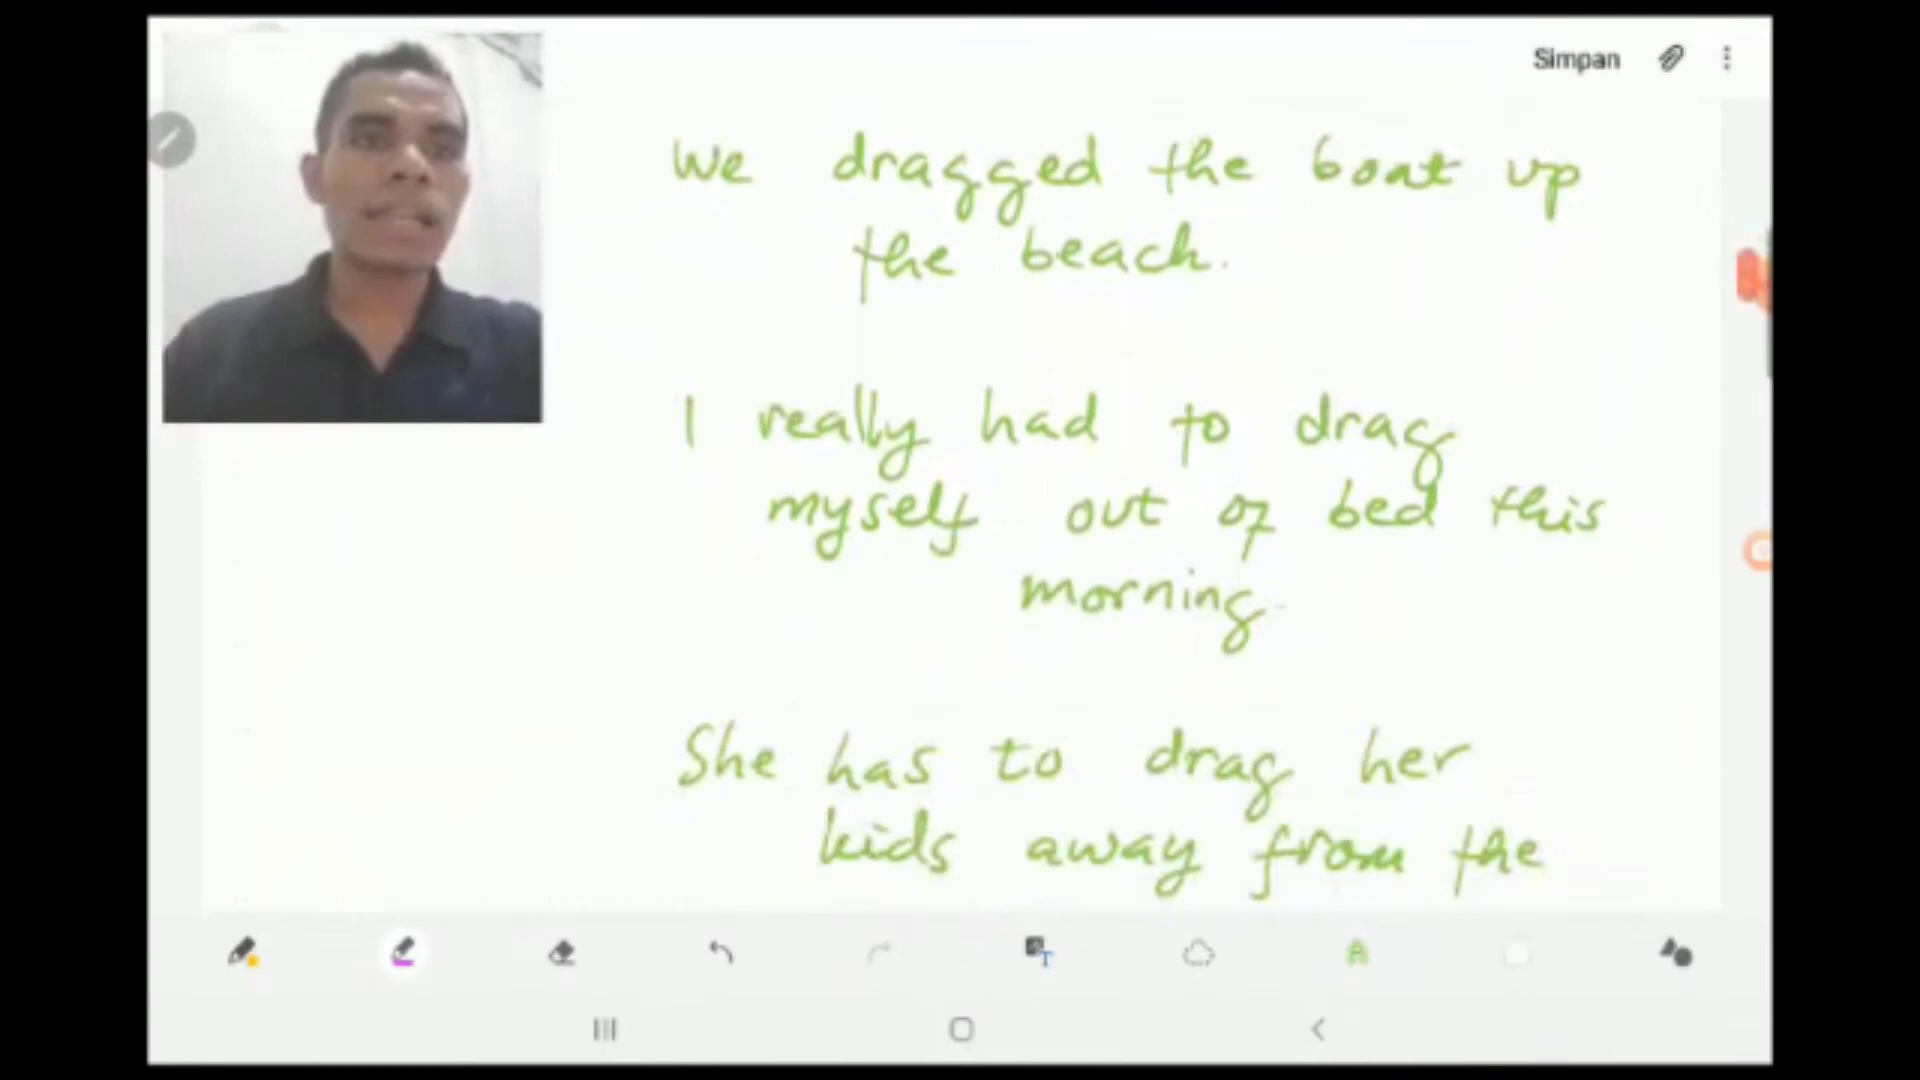 Simpan
We dragged the boat up
the beach.
I really had to drag
myself out of bed this
morning.
She has to drag her
kids away from the